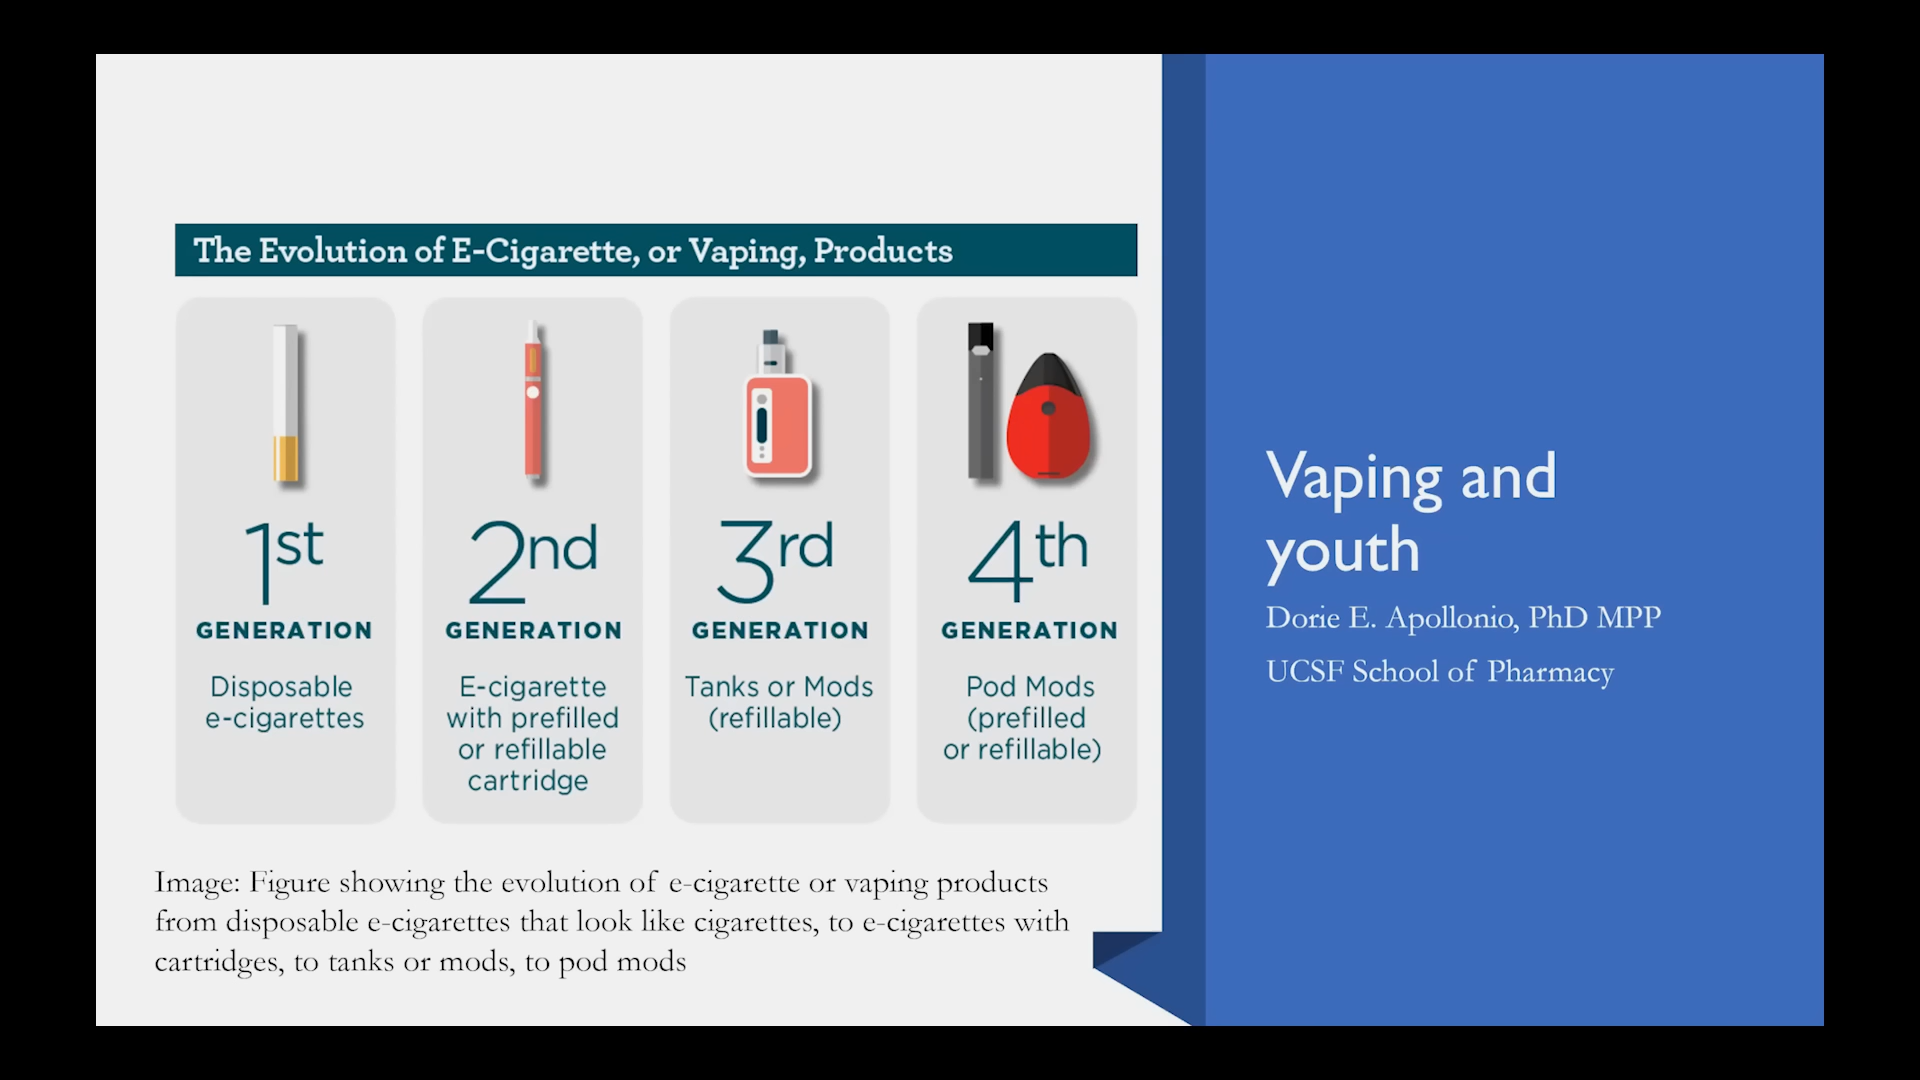 The Evolution of E-Cigarette, or Vaping, Products
1st
GENERATION
Disposable
e-cigarettes
2nd
GENERATION
E-cigarette
with prefilled
or refillable
cartridge
3rd
GENERATION
Tanks or Mods
(refillable)
4th
GENERATION
Pod Mods
(prefilled
or refillable)
Image: Figure showing the evolution of e-cigarette or vaping products
from disposable e-cigarettes that look like cigarettes, to e-cigarettes with
cartridges, to tanks or mods, to pod mods
Vaping and
youth
Dorie E. Apollonio, PhD MPP
UCSF School of Pharmacy